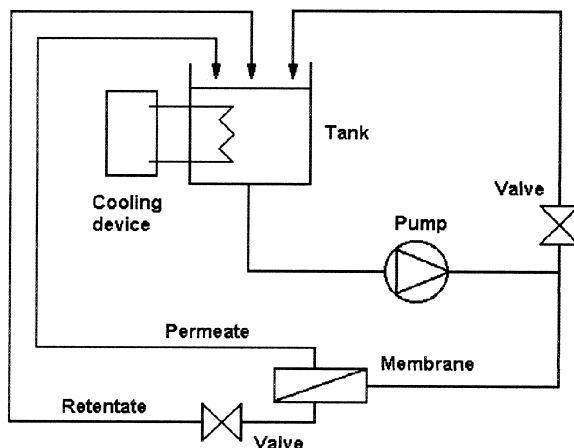 Tank
Cooling
device
Valve
Pump
Permeate
Membrane
Retentate
Valve